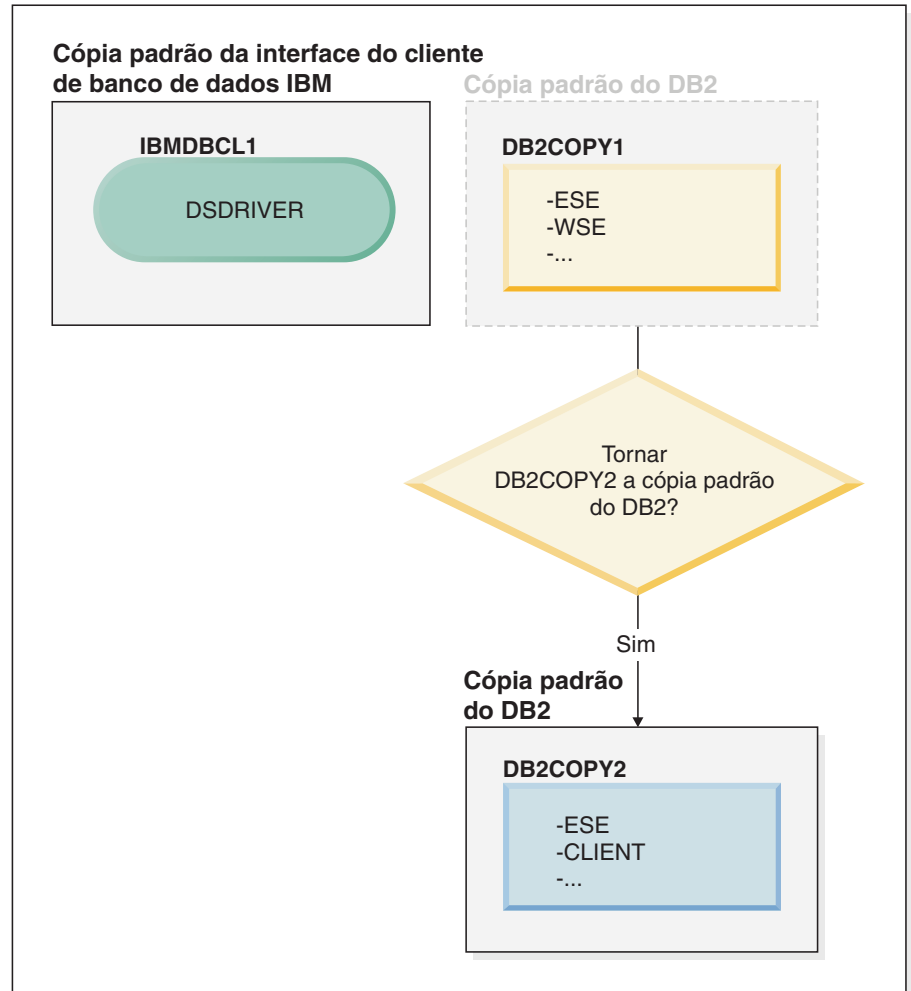 Cópia padrão da interface do cliente
de banco de dados IBM
IBMDBCL1
DSDRIVER
Cópia padrão do DB2
DB2COPY1
-ESE
-WSE
-...
Tornar
DB2COPY2 a cópia padrão
do DB2?
Sim
Cópia padrão
do DB2
DB2COPY2
-ESE
-CLIENT
-...